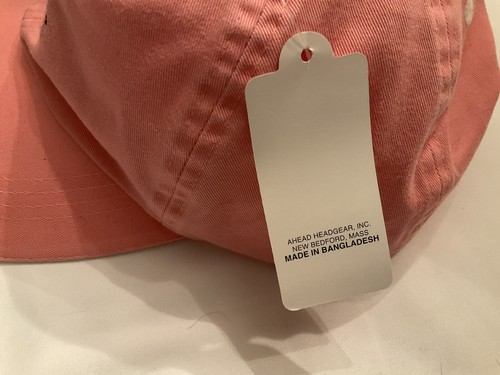 AHEAD HEADGEAR, INC.
NEW BEDFORD, MASS
MADE IN BANGLADESH